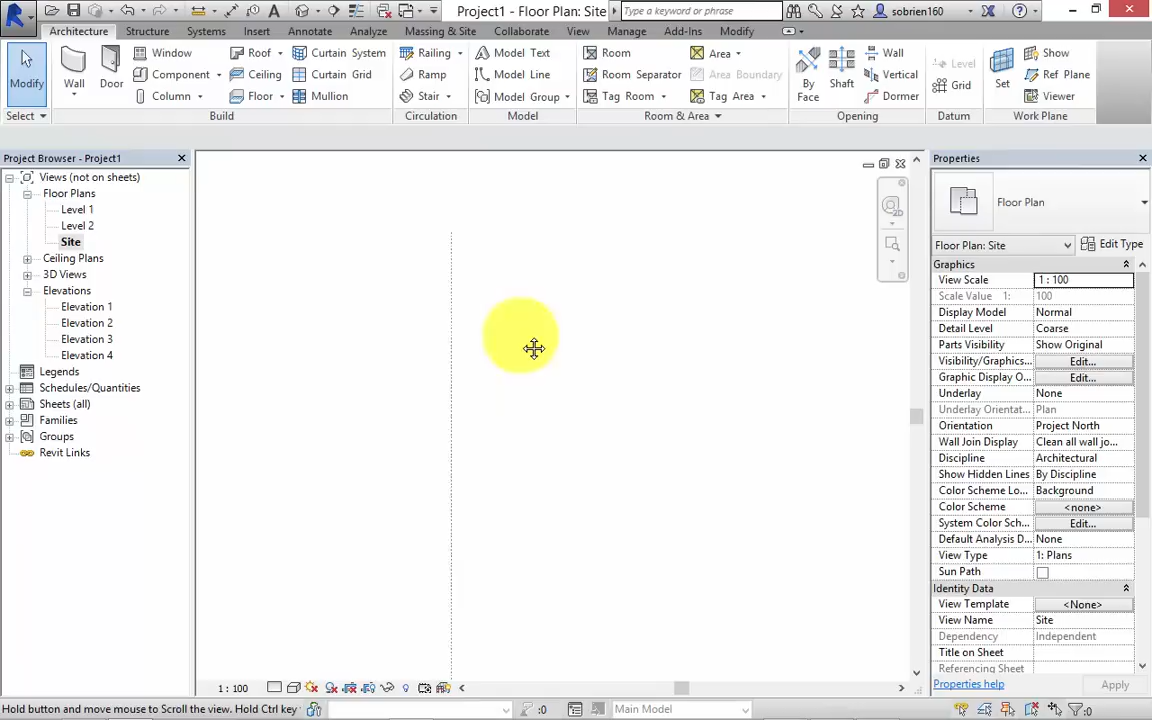 Project1 - Floor Plan: Site
Type a keyword or phrase
sobrien160
Architecture Structure Systems Insert Annotate Analyze Massing & Site Collaborate View Manage Add-Ins Modify
Modify
Wall
Door
Window
Component
Column
Roof
Ceiling
Floor
Curtain System
Curtain Grid
Mullion
Railing
Ramp
Stair
Model Text
Model Line
Model Group
Room
Room Separator
Tag Room
Area
Area Boundary
Tag Area
By
Face
Shaft
Wall
Vertical
Dormer
Level
Grid
Set
Show
Ref Plane
Viewer
Select Build Circulation Model Room & Area Opening Datum Work Plane
Project Browser - Project1
Views (not on sheets)
Floor Plans
Level 1
Level 2
Site
Ceiling Plans
3D Views
Elevations
Elevation 1
Elevation 2
Elevation 3
Elevation 4
Legends
Schedules/Quantities
Sheets (all)
Families
Groups
Revit Links
2D
Properties
Floor Plan
Floor Plan: Site Edit Type
Graphics
View Scale 1 : 100
Scale Value 1: 100
Display Model Normal
Detail Level Coarse
Parts Visibility Show Original
Visibility/Graphics... Edit...
Graphic Display O... Edit...
Underlay None
Underlay Orientat... Plan
Orientation Project North
Wall Join Display Clean all wall jo...
Discipline Architectural
Show Hidden Lines By Discipline
Color Scheme Lo... Background
Color Scheme <none>
System Color Sch... Edit...
Default Analysis D... None
View Type 1: Plans
Sun Path
Identity Data
View Template <None>
View Name Site
Dependency Independent
Title on Sheet
Referencing Sheet
Properties help Apply
1 : 100
Hold button and move mouse to Scroll the view. Hold Ctrl key
:0
Main Model
:0